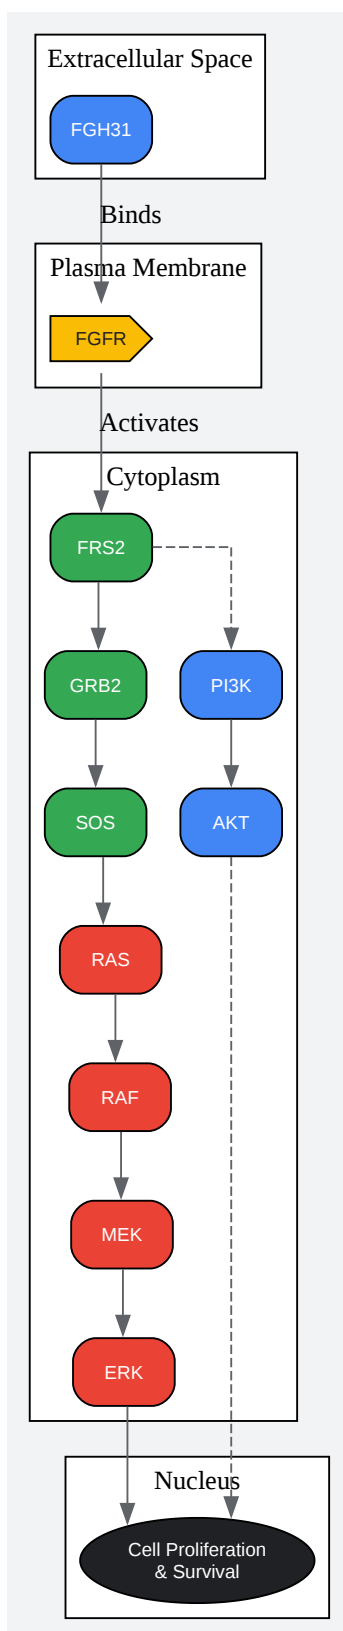 Extracellular Space
FGH31
Binds
Plasma Membrane
FGFR
Activates
Cytoplasm
FRS2
GRB2
PI3K
SOS
AKT
RAS
RAF
MEK
ERK
Nucleus
Cell Proliferation
& Survival